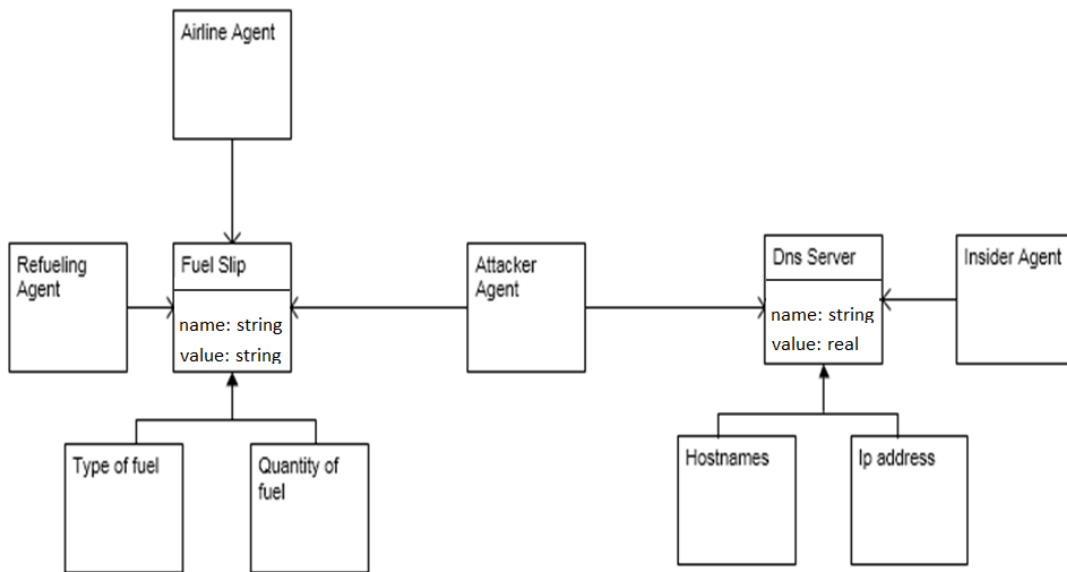 Airline Agent
Refueling
Agent
Fuel Slip
name: string
value: string
Attacker
Agent
Dns Server
name: string
value: real
Insider Agent
Type of fuel
Quantity of
fuel
Hostnames
Ip address